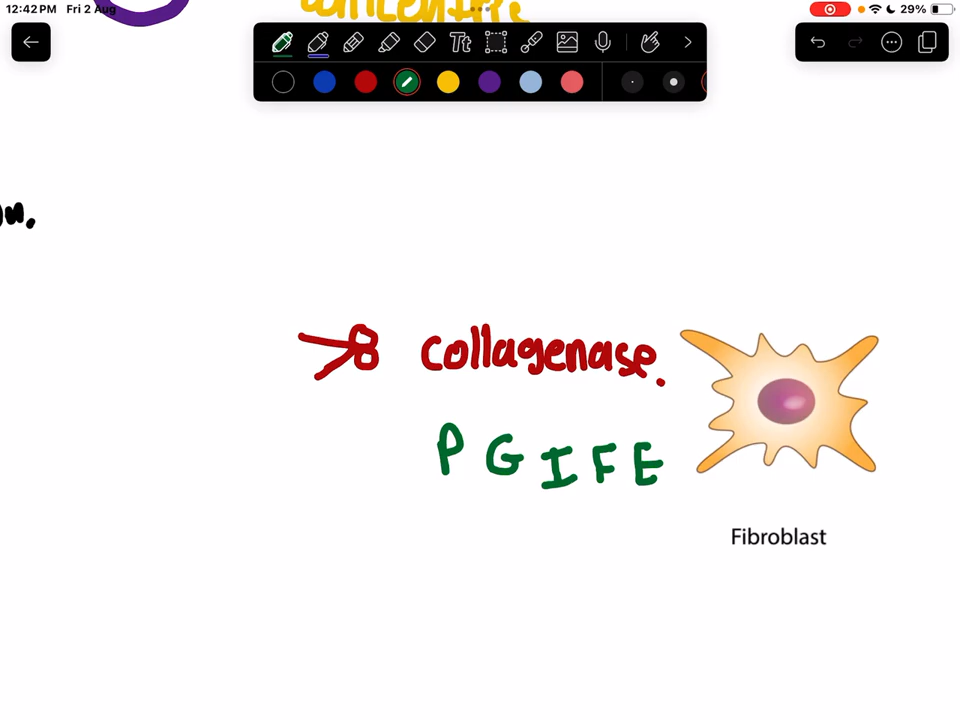 12:42 PM Fri 2 Aug
29%
Tt
collagenase.
P G I F E
Fibroblast